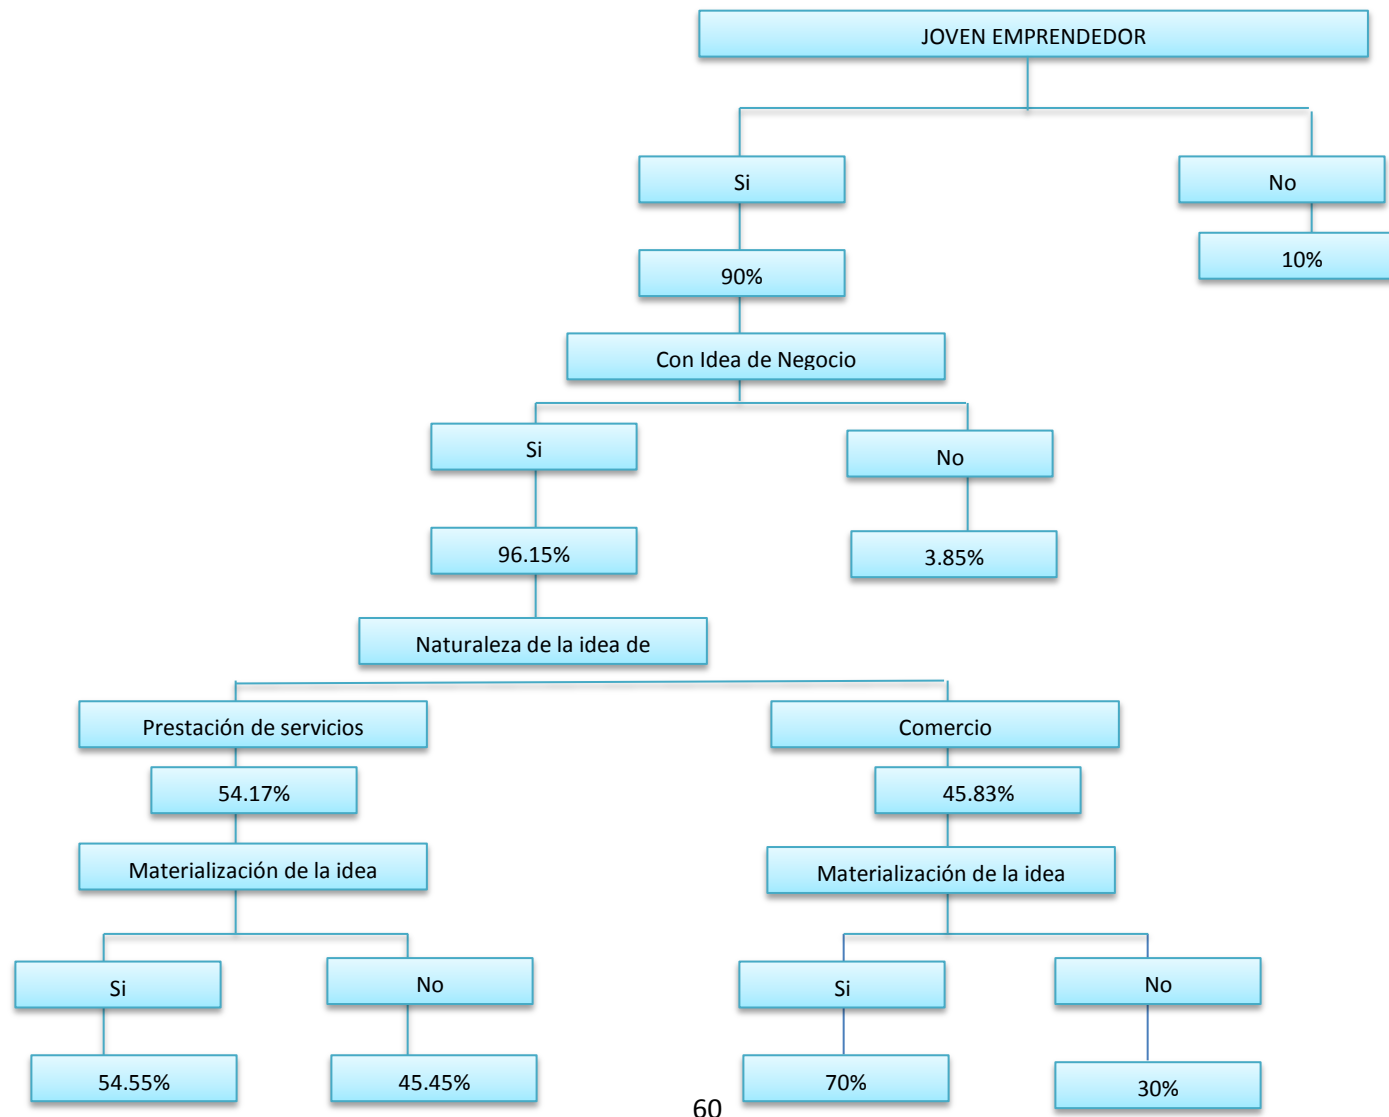 JOVEN EMPRENDEDOR
Si
No
90%
10%
Con Idea de Negocio
Si
No
96.15%
3.85%
Naturaleza de la idea de
Prestación de servicios
Comercio
54.17%
45.83%
Materialización de la idea
Materialización de la idea
Si
No
Si
No
54.55%
45.45%
70%
30%
60